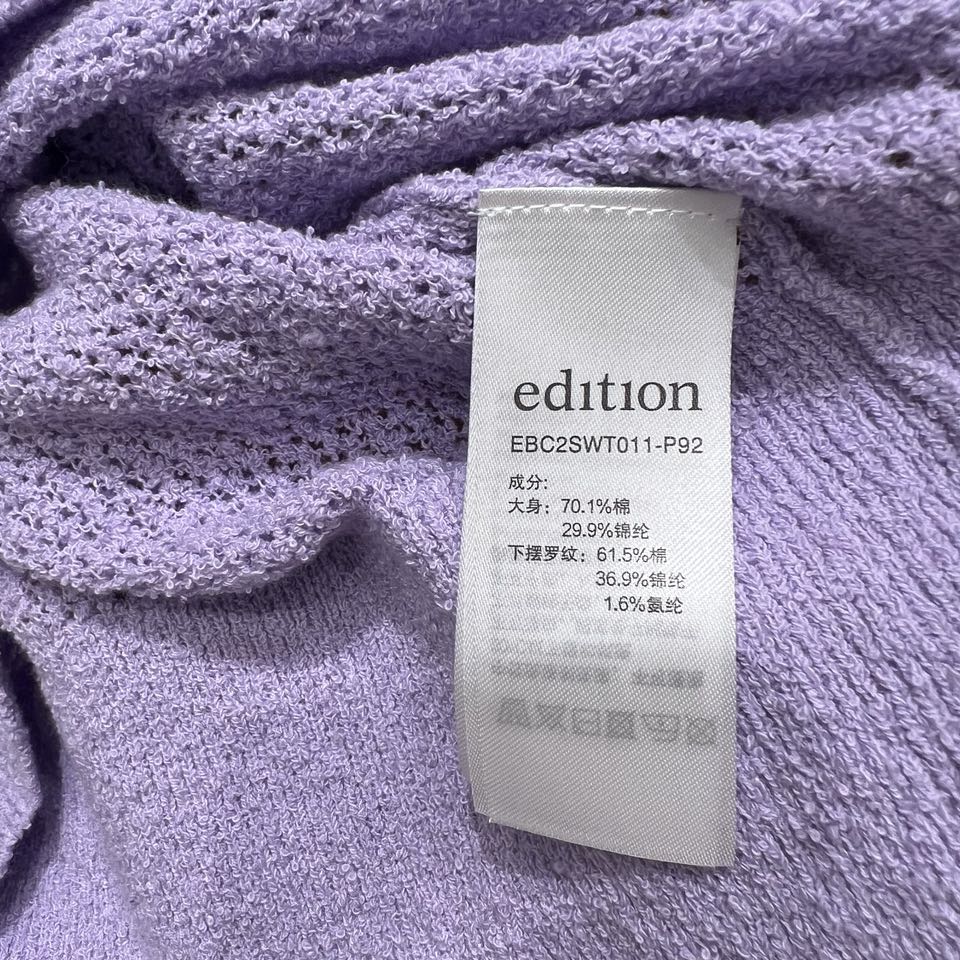 edition
EBC2SWT011-P92
成分:
大身：70.1%棉
29.9%锦纶
下摆罗纹：61.5%棉
36.9%锦纶
1.6%氨纶